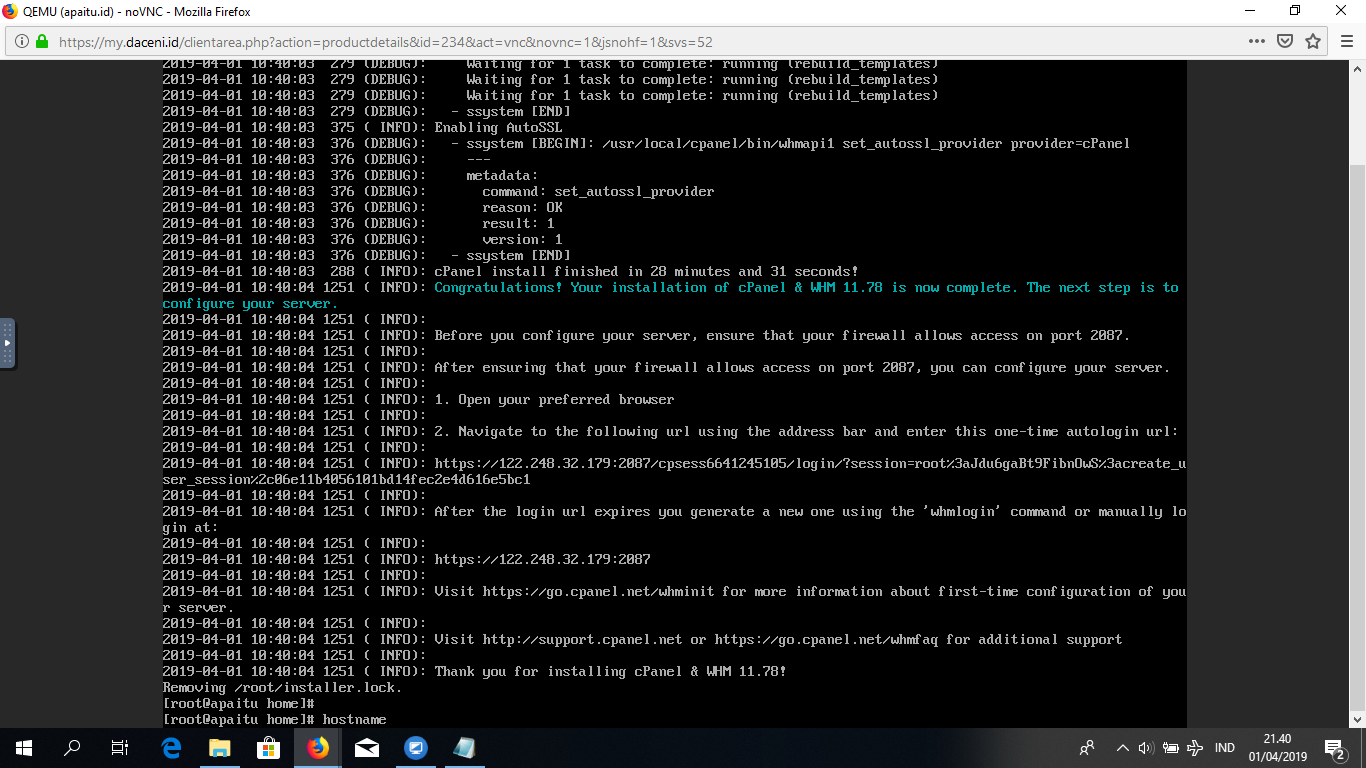 QEMU (apaitu.id) - noVNC - Mozilla Firefox
https://my.daceni.id/clientarea.php?action=productdetails&id=234&act=vnc&novnc=1&jsnohf=1&svs=52
2019-04-01 10:40:03  279 (DEBUG):     Waiting for 1 task to complete: running (rebuild_templates)
2019-04-01 10:40:03  279 (DEBUG):     Waiting for 1 task to complete: running (rebuild_templates)
2019-04-01 10:40:03  279 (DEBUG):     Waiting for 1 task to complete: running (rebuild_templates)
2019-04-01 10:40:03  279 (DEBUG):   - ssystem [END]
2019-04-01 10:40:03  375 ( INFO): Enabling AutoSSL
2019-04-01 10:40:03  376 (DEBUG):   - ssystem [BEGIN]: /usr/local/cpanel/bin/whmapi1 set_autossl_provider provider=cPanel
2019-04-01 10:40:03  376 (DEBUG):     ---
2019-04-01 10:40:03  376 (DEBUG):     metadata:
2019-04-01 10:40:03  376 (DEBUG):       command: set_autossl_provider
2019-04-01 10:40:03  376 (DEBUG):       reason: OK
2019-04-01 10:40:03  376 (DEBUG):       result: 1
2019-04-01 10:40:03  376 (DEBUG):       version: 1
2019-04-01 10:40:03  376 (DEBUG):   - ssystem [END]
2019-04-01 10:40:03  288 ( INFO): cPanel install finished in 28 minutes and 31 seconds!
2019-04-01 10:40:04 1251 ( INFO): Congratulations! Your installation of cPanel & WHM 11.78 is now complete. The next step is to
configure your server.
2019-04-01 10:40:04 1251 ( INFO):
2019-04-01 10:40:04 1251 ( INFO): Before you configure your server, ensure that your firewall allows access on port 2087.
2019-04-01 10:40:04 1251 ( INFO):
2019-04-01 10:40:04 1251 ( INFO): After ensuring that your firewall allows access on port 2087, you can configure your server.
2019-04-01 10:40:04 1251 ( INFO):
2019-04-01 10:40:04 1251 ( INFO): 1. Open your preferred browser
2019-04-01 10:40:04 1251 ( INFO):
2019-04-01 10:40:04 1251 ( INFO): 2. Navigate to the following url using the address bar and enter this one-time autologin url:
2019-04-01 10:40:04 1251 ( INFO):
2019-04-01 10:40:04 1251 ( INFO): https://122.248.32.179:2087/cpsess6641245105/login/?session=root%3aJdu6gaBt9FibnOwS%3acreate_u
ser_session%2c06e11b4056101bd14fec2e4d616e5bc1
2019-04-01 10:40:04 1251 ( INFO):
2019-04-01 10:40:04 1251 ( INFO): After the login url expires you generate a new one using the 'whmlogin' command or manually lo
gin at:
2019-04-01 10:40:04 1251 ( INFO):
2019-04-01 10:40:04 1251 ( INFO): https://122.248.32.179:2087
2019-04-01 10:40:04 1251 ( INFO):
2019-04-01 10:40:04 1251 ( INFO): Visit https://go.cpanel.net/whminit for more information about first-time configuration of you
r server.
2019-04-01 10:40:04 1251 ( INFO):
2019-04-01 10:40:04 1251 ( INFO): Visit http://support.cpanel.net or https://go.cpanel.net/whmfaq for additional support
2019-04-01 10:40:04 1251 ( INFO):
2019-04-01 10:40:04 1251 ( INFO): Thank you for installing cPanel & WHM 11.78!
Removing /root/installer.lock.
[root@apaitu home]#
[root@apaitu home]# hostname
IND
21.40
01/04/2019
2